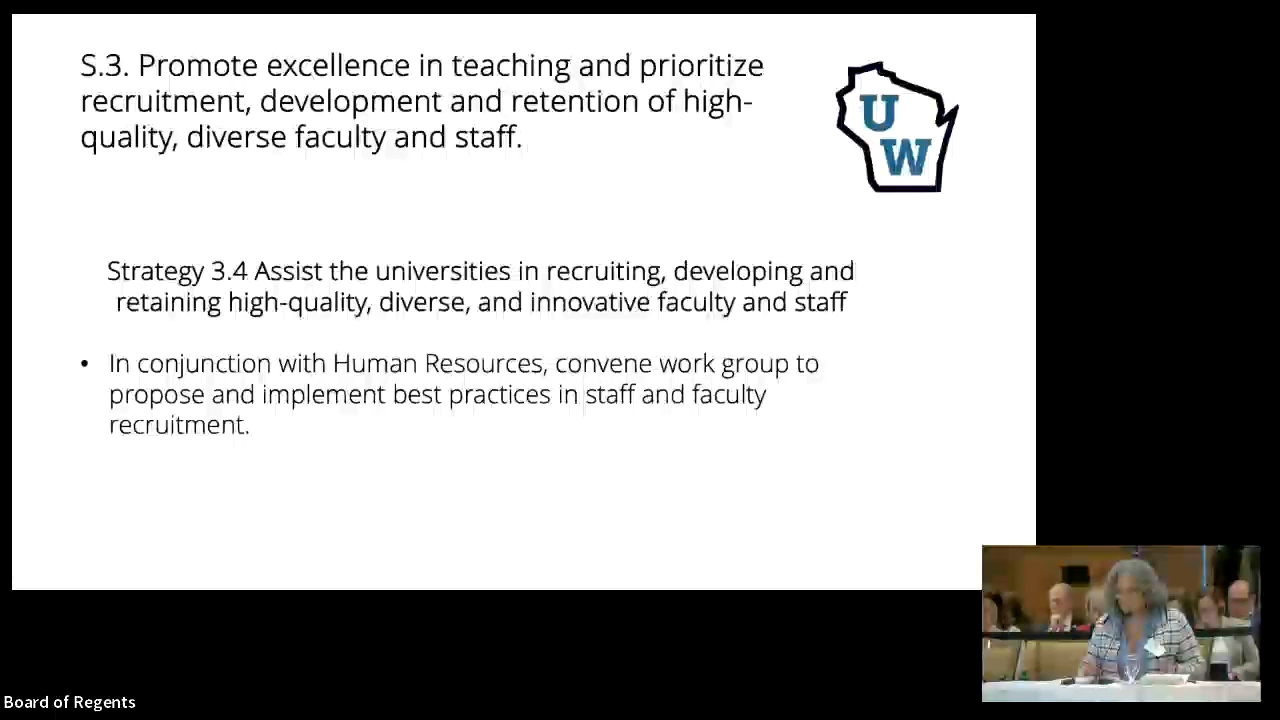 S.3. Promote excellence in teaching and prioritize
recruitment, development and retention of high-
quality, diverse faculty and staff.
U
W
Strategy 3.4 Assist the universities in recruiting, developing and
retaining high-quality, diverse, and innovative faculty and staff
• In conjunction with Human Resources, convene work group to
propose and implement best practices in staff and faculty
recruitment.
Board of Regents